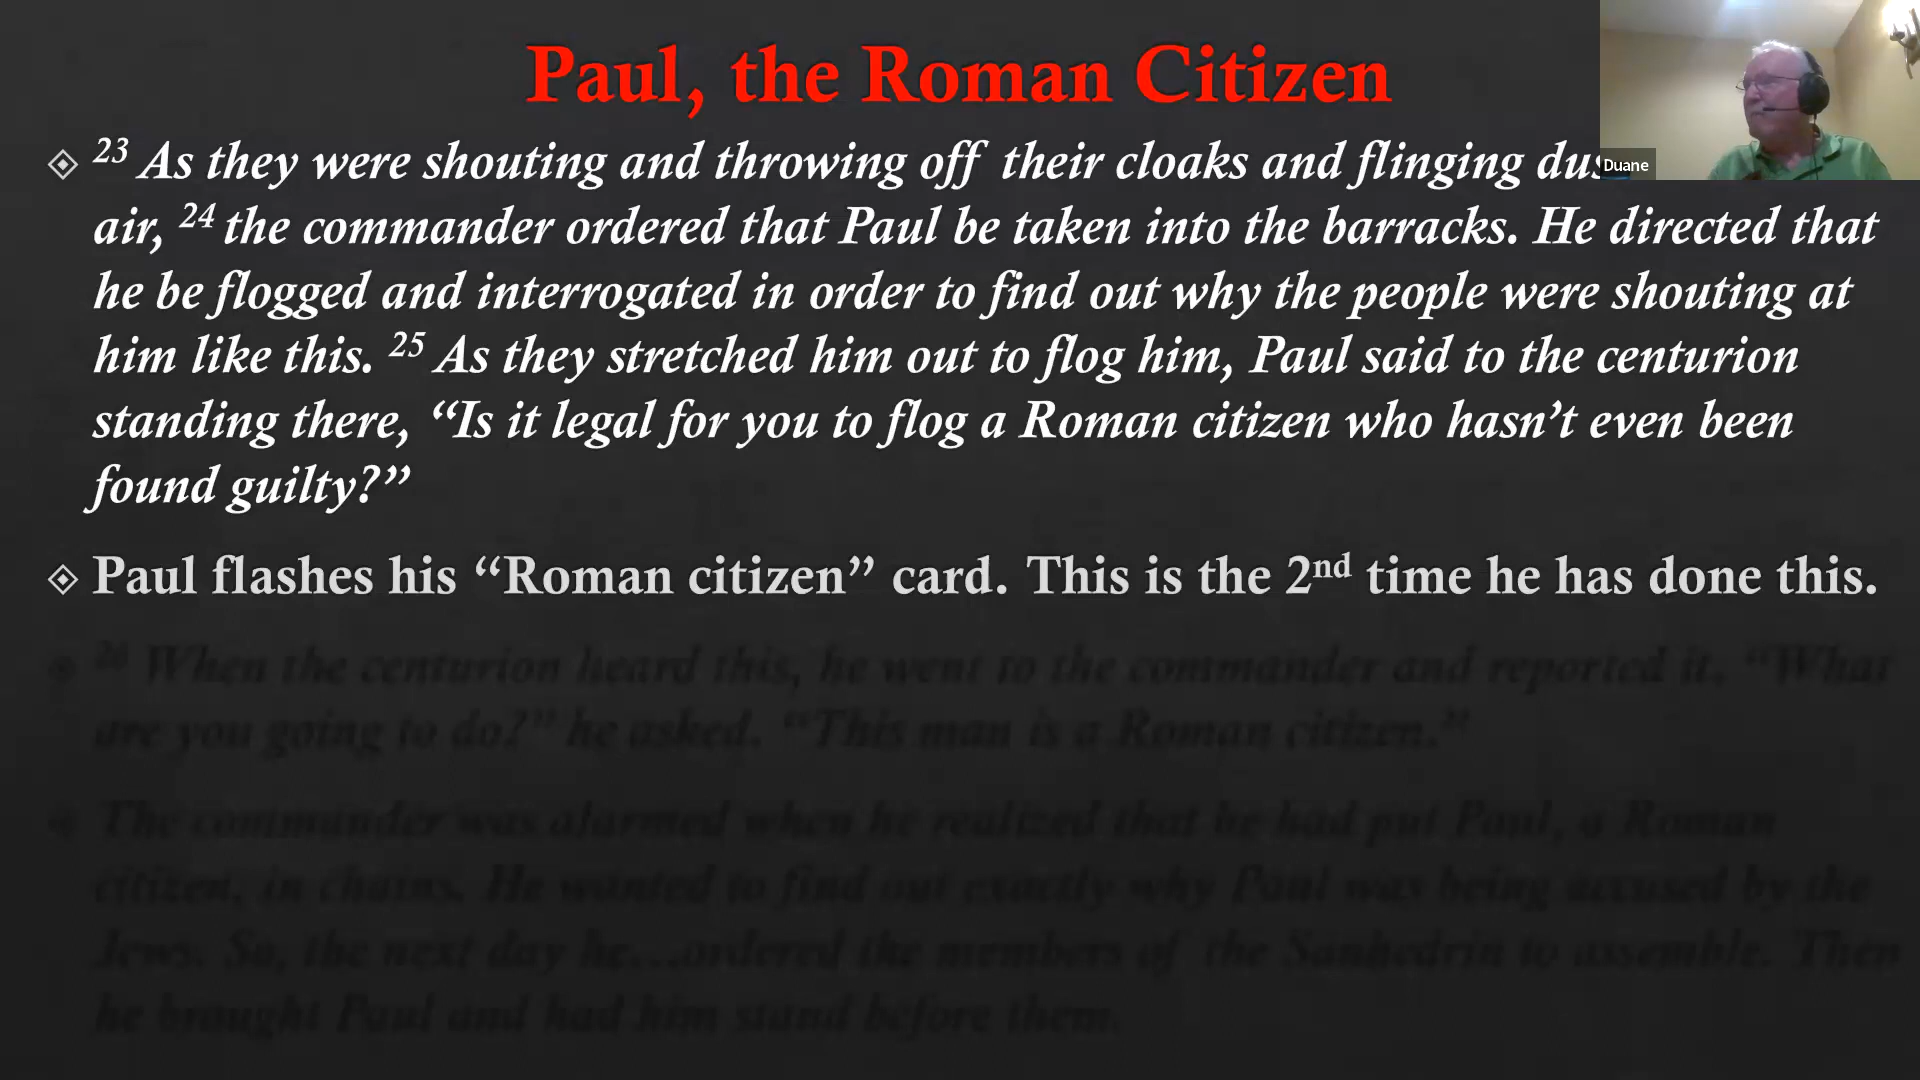 Paul, the Roman Citizen
Duane
23 As they were shouting and throwing off their cloaks and flinging
air, 24 the commander ordered that Paul be taken into the barracks. He directed that
he be flogged and interrogated in order to find out why the people were shouting at
him like this. 25 As they stretched him out to flog him, Paul said to the centurion
standing there, “Is it legal for you to flog a Roman citizen who hasn’t even been
found guilty?”
Paul flashes his “Roman citizen” card. This is the 2nd time he has done this.
26 When the centurion heard this, he went to the commander and reported it. “What
are you going to do?” he asked. “This man is a Roman citizen.”
The commander was alarmed when he realized that he had put Paul, a Roman
citizen, in chains. He wanted to find out exactly why Paul was being accused by the
Jews. So, the next day he…ordered the members of the Sanhedrin to assemble. Then
he brought Paul and had him stand before them.